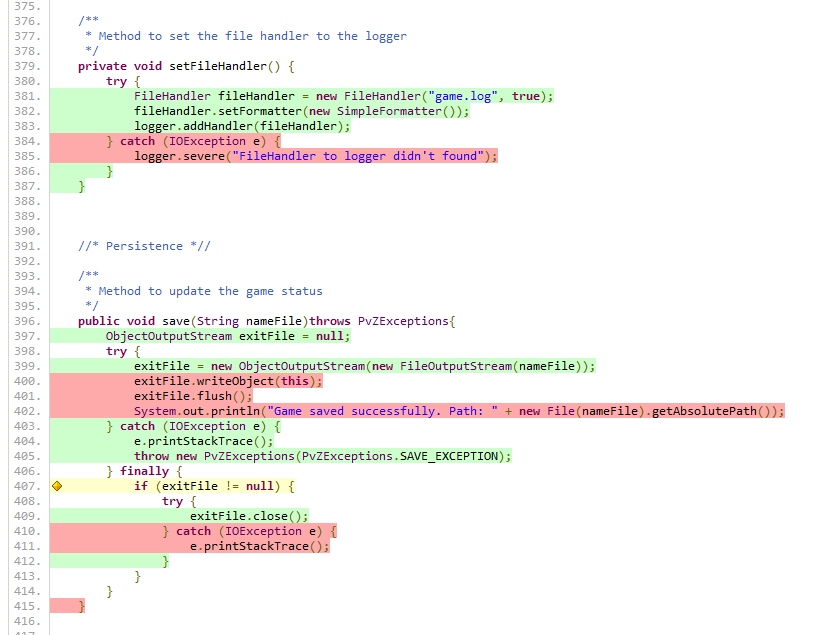 375.
376.     /**
377.      * Method to set the file handler to the logger
378.      */
379.     private void setFileHandler() {
380.         try {
381.             FileHandler fileHandler = new FileHandler("game.log", true);
382.             fileHandler.setFormatter(new SimpleFormatter());
383.             logger.addHandler(fileHandler);
384.         } catch (IOException e) {
385.             logger.severe("FileHandler to logger didn't found");
386.         }
387.     }
388.
389.
390.
391.     //* Persistence *//
392.
393.     /**
394.      * Method to update the game status
395.      */
396.     public void save(String nameFile)throws PvZExceptions{
397.         ObjectOutputStream exitFile = null;
398.         try {
399.             exitFile = new ObjectOutputStream(new FileOutputStream(nameFile));
400.             exitFile.writeObject(this);
401.             exitFile.flush();
402.             System.out.println("Game saved successfully. Path: " + new File(nameFile).getAbsolutePath());
403.         } catch (IOException e) {
404.             e.printStackTrace();
405.             throw new PvZExceptions(PvZExceptions.SAVE_EXCEPTION);
406.         } finally {
407.             if (exitFile != null) {
408.                 try {
409.                     exitFile.close();
410.                 } catch (IOException e) {
411.                     e.printStackTrace();
412.                 }
413.             }
414.         }
415.     }
416.